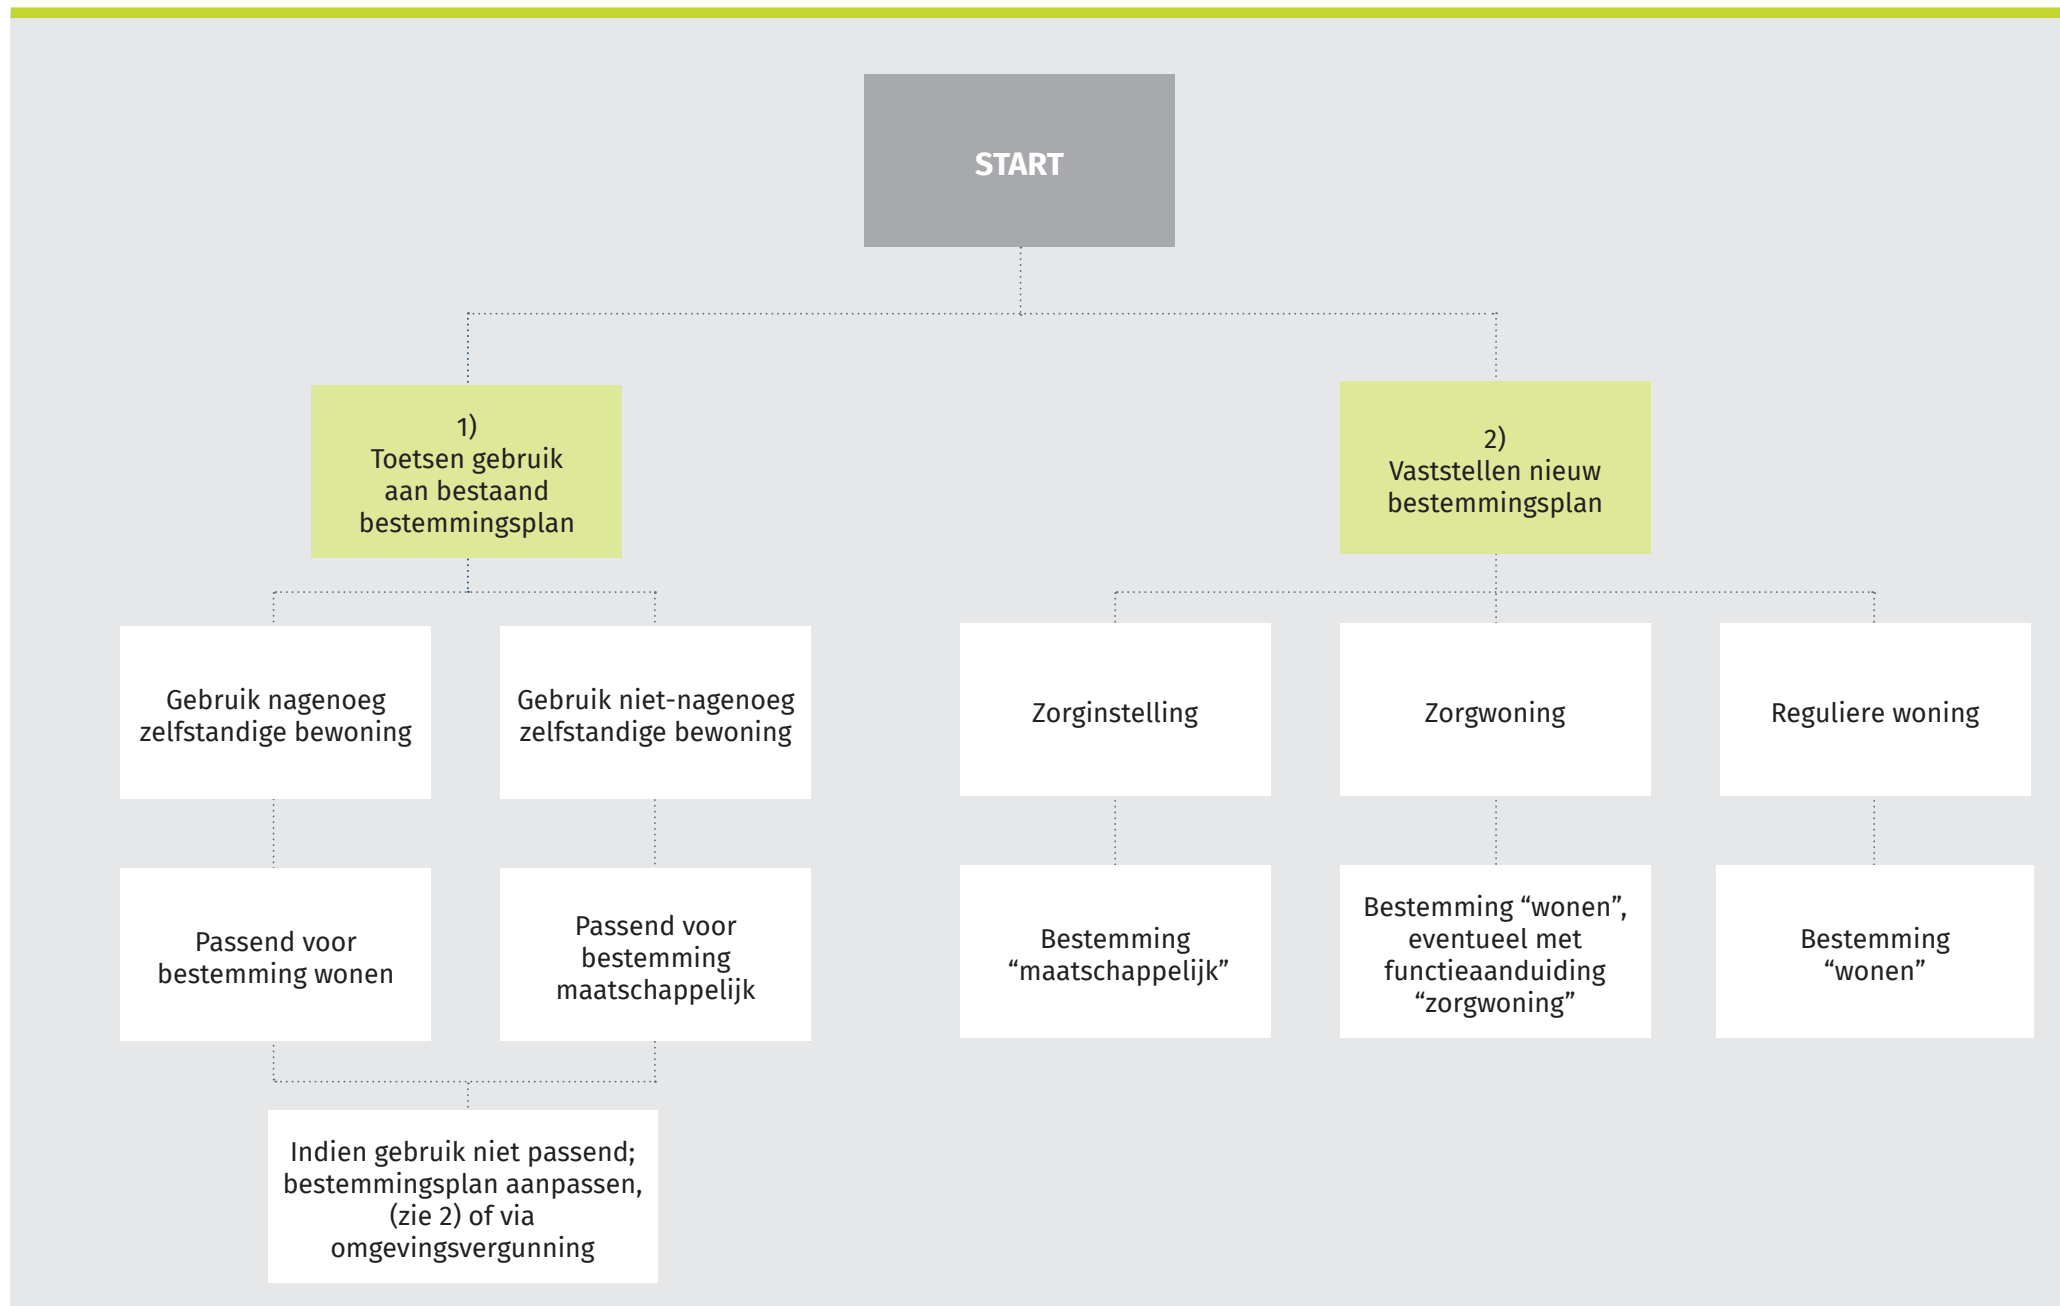 START
1)
Toetsen gebruik
aan bestaand
bestemmingsplan
2)
Vaststellen nieuw
bestemmingsplan
Gebruik nagenoeg
zelfstandige bewoning
Gebruik niet-nagenoeg
zelfstandige bewoning
Zorginstelling
Zorgwoning
Reguliere woning
Passend voor
bestemming wonen
Passend voor
bestemming
maatschappelijk
Bestemming
“maatschappelijk”
Bestemming “wonen”,
eventueel met
functieaanduiding
“zorgwoning”
Bestemming
“wonen”
Indien gebruik niet passend;
bestemmingsplan aanpassen,
(zie 2) of via
omgevingsvergunning